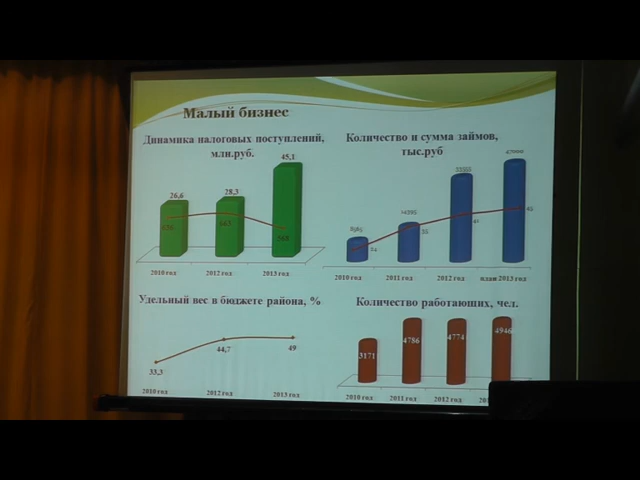 Малый бизнес
Динамика налоговых поступлений,
млн.руб.
26,6
28,3
45,1
2010 год
2012 год
2013 год
Количество и сумма займов,
тыс.руб
2010 год
2011 год
2012 год
план 2013 год
Удельный вес в бюджете района, %
33,3
44,7
49
2010 год
2012 год
2013 год
Количество работающих, чел.
3171
4786
4774
4946
2010 год
2011 год
2012 год